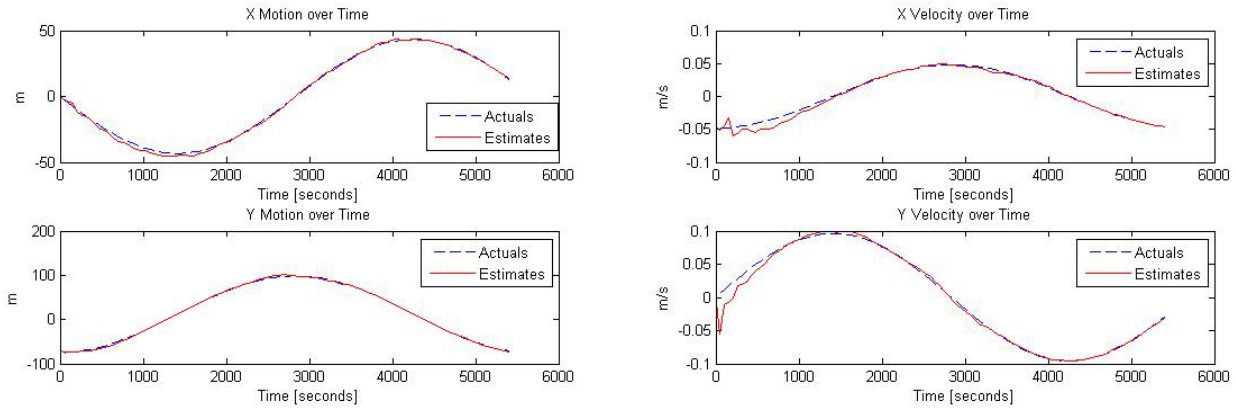 X Motion over Time
50
0
-50
m
Actuals
Estimates
0 1000 2000 3000 4000 5000 6000
Time [seconds]
X Velocity over Time
0.1
0.05
0
-0.05
-0.1
m/s
Actuals
Estimates
0 1000 2000 3000 4000 5000 6000
Time [seconds]
Y Motion over Time
200
100
0
-100
m
Actuals
Estimates
0 1000 2000 3000 4000 5000 6000
Time [seconds]
Y Velocity over Time
0.1
0.05
0
-0.05
-0.1
m/s
Actuals
Estimates
0 1000 2000 3000 4000 5000 6000
Time [seconds]